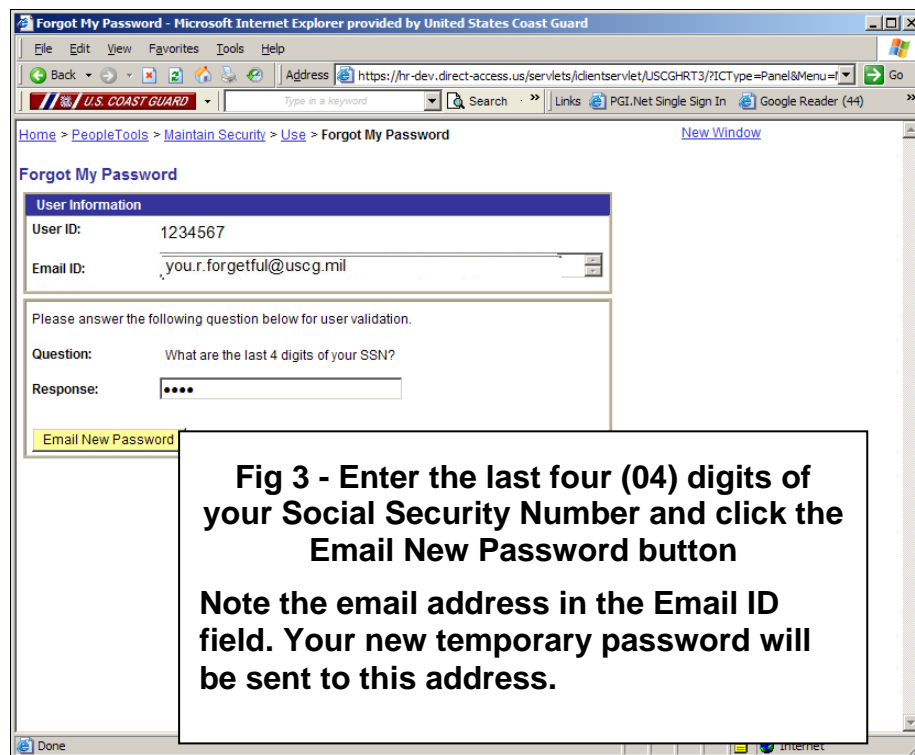 Forgot My Password - Microsoft Internet Explorer provided by United States Coast Guard
File Edit View Favorites Tools Help
Back Address https://hr-dev.direct-access.us/servlets/iclientservlet/USCGHRT3/?ICType=Panel&Menu= Go
U.S. COAST GUARD Type in a keyword Search » Links PGI.Net Single Sign In Google Reader (44) »
Home > PeopleTools > Maintain Security > Use > Forgot My Password New Window
Forgot My Password
User Information
User ID: 1234567
Email ID: you.r.forgetful@uscg.mil
Please answer the following question below for user validation.
Question: What are the last 4 digits of your SSN?
Response: ••••
Email New Password
Fig 3 - Enter the last four (04) digits of
your Social Security Number and click the
Email New Password button
Note the email address in the Email ID
field. Your new temporary password will
be sent to this address.
Done Internet